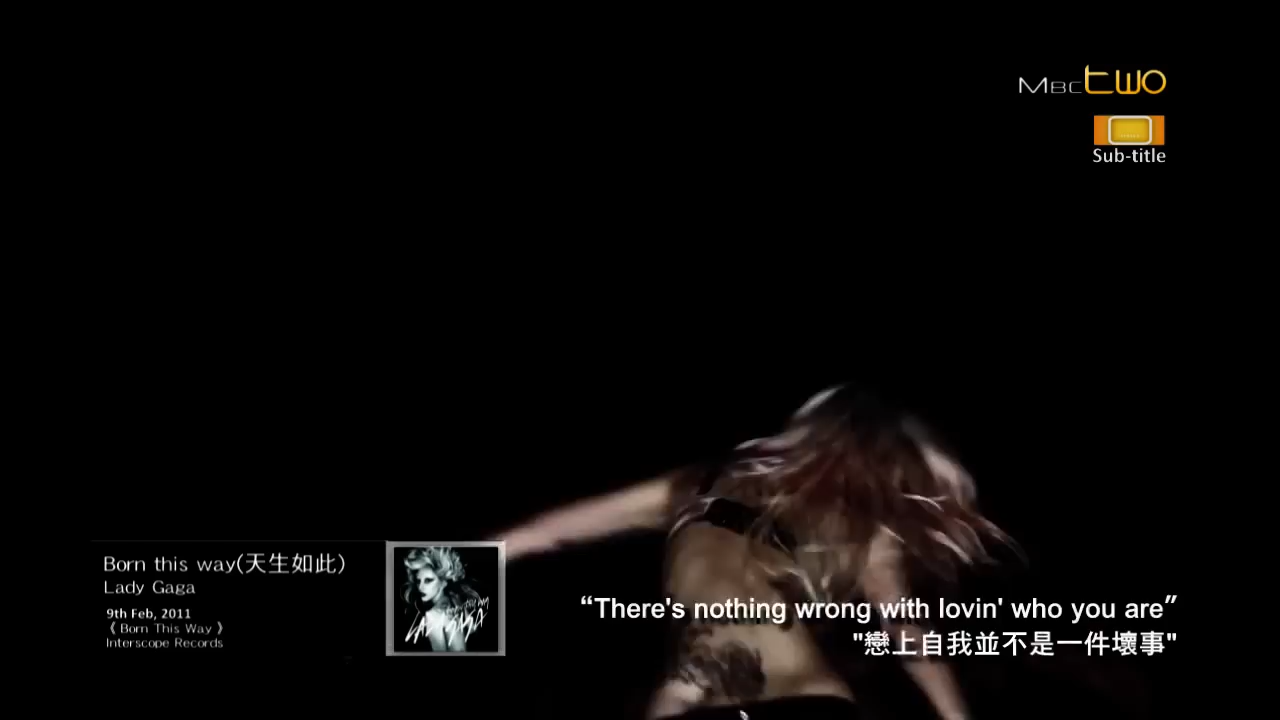 MBC TWO
Sub-title
Born this way(天生如此)
Lady Gaga
9th Feb, 2011
《 Born This Way 》
Interscope Records
LADY GAGA
“There's nothing wrong with lovin' who you are”
"戀上自我並不是一件壞事"